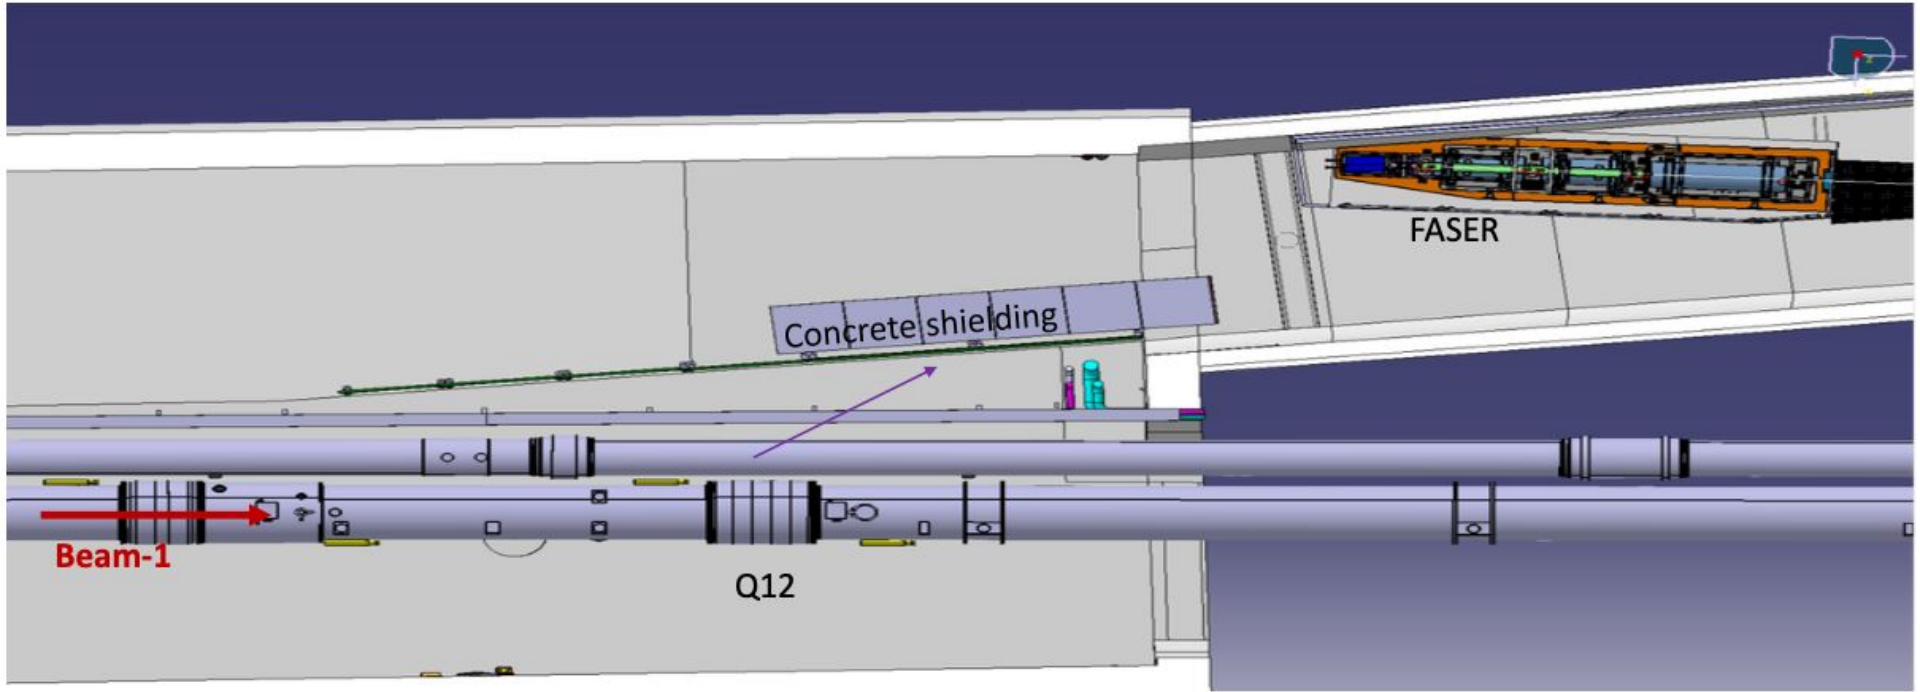 FASER
Concrete shielding
Beam-1
Q12